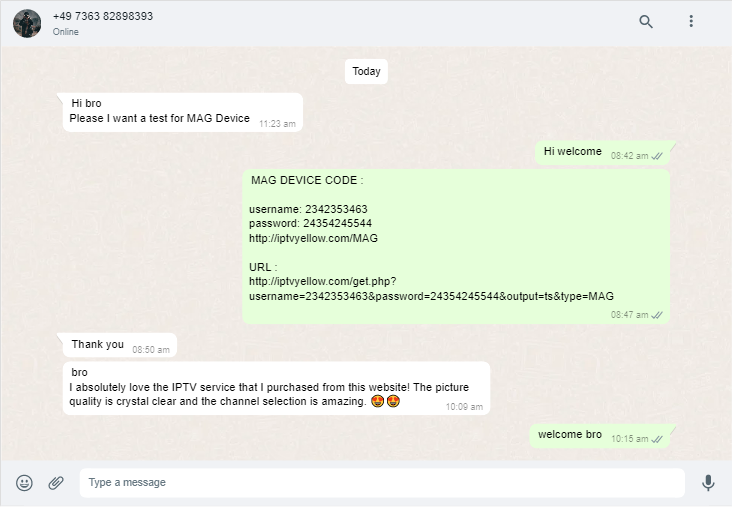 +49 7363 82898393
Online
Today
Hi bro
Please I want a test for MAG Device
11:23 am
Hi welcome
08:42 am
MAG DEVICE CODE :
username: 2342353463
password: 24354245544
http://iptvyellow.com/MAG
URL :
http://iptvyellow.com/get.php?
username=2342353463&password=24354245544&output=ts&type=MAG
08:47 am
Thank you
08:50 am
bro
I absolutely love the IPTV service that I purchased from this website! The picture
quality is crystal clear and the channel selection is amazing. 😍😍
10:09 am
welcome bro
10:15 am
Type a message